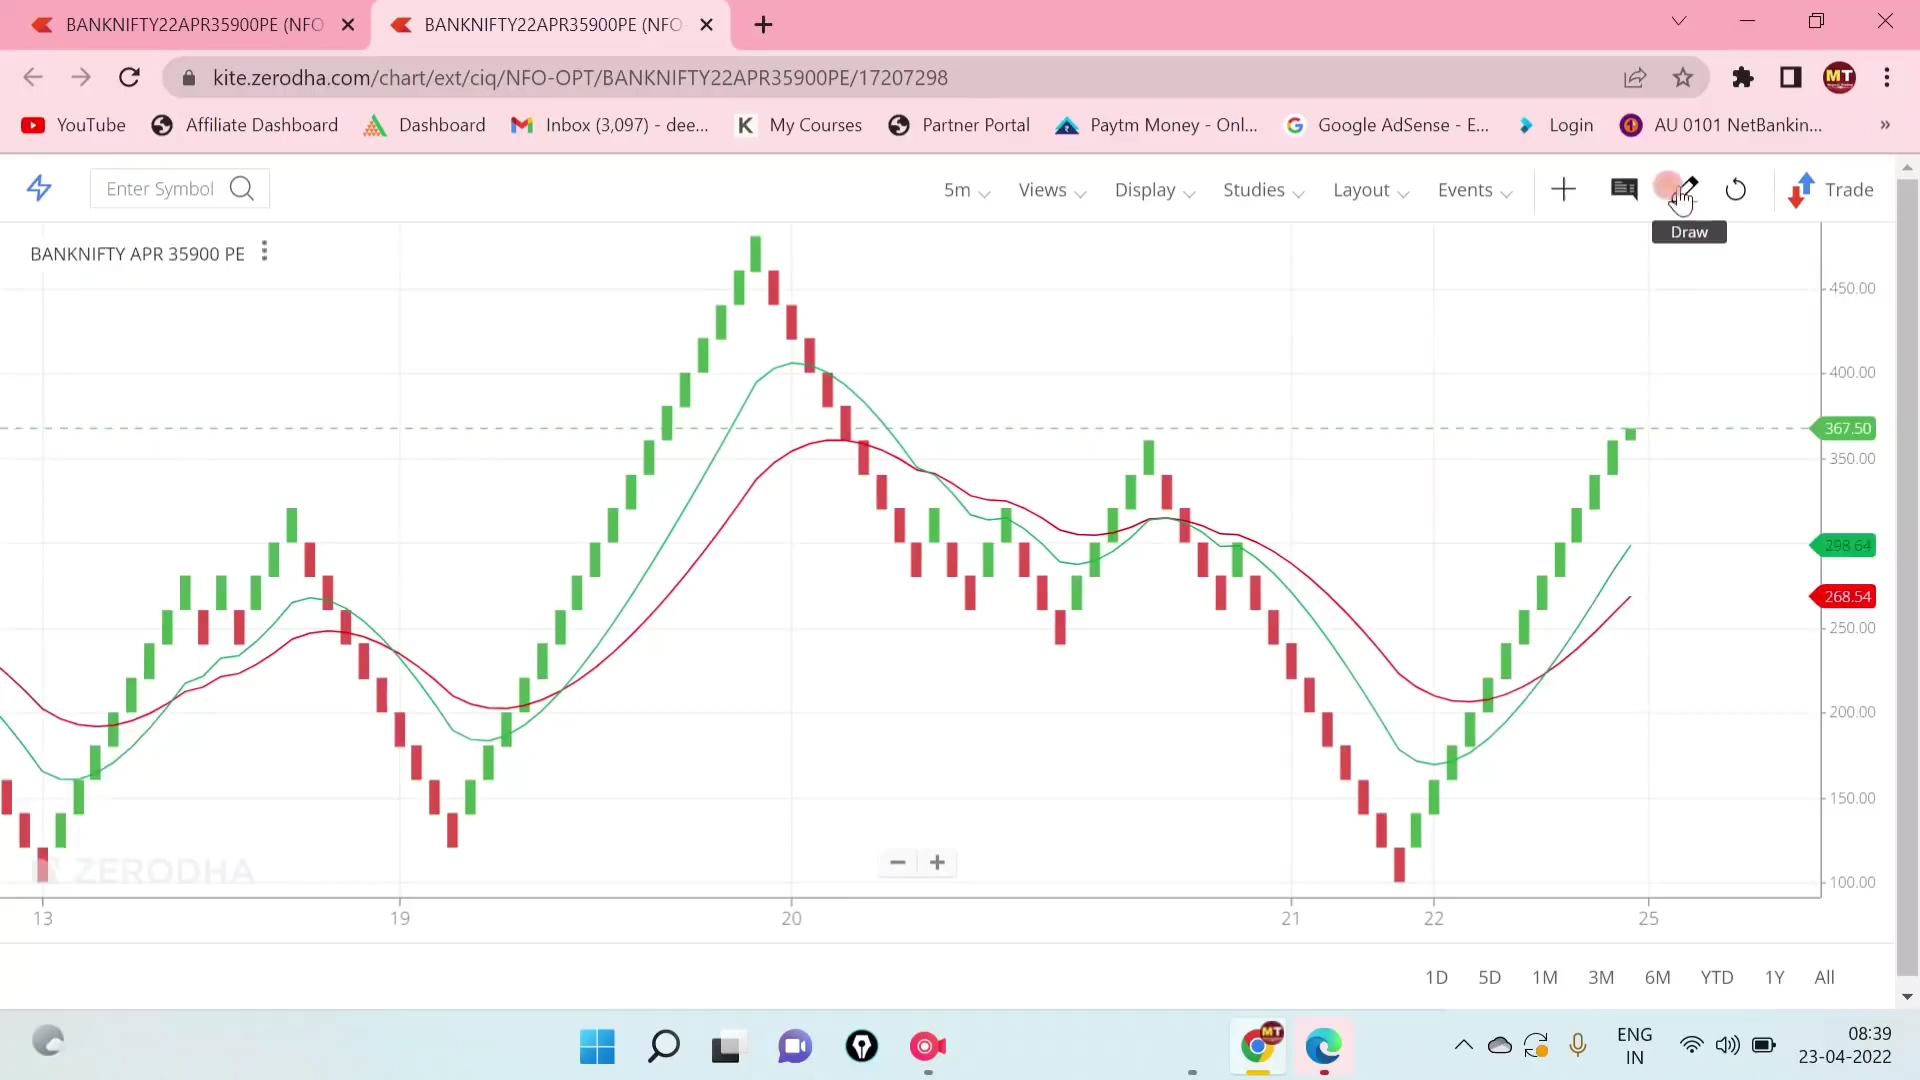 BANKNIFTY22APR35900PE (NFO
BANKNIFTY22APR35900PE (NFO
kite.zerodha.com/chart/ext/ciq/NFO-OPT/BANKNIFTY22APR35900PE/17207298
MT
YouTube
Affiliate Dashboard
Dashboard
Inbox (3,097) - dee...
K My Courses
Partner Portal
Paytm Money - Onl...
Google AdSense - E...
Login
AU 0101 NetBankin...
»
Enter Symbol
5m
Views
Display
Studies
Layout
Events
Trade
Draw
BANKNIFTY APR 35900 PE
450.00
400.00
367.50
350.00
298.64
268.54
250.00
200.00
150.00
100.00
ZERODHA
13
19
20
21
22
25
1D
5D
1M
3M
6M
YTD
1Y
All
MT
ENG
IN
08:39
23-04-2022